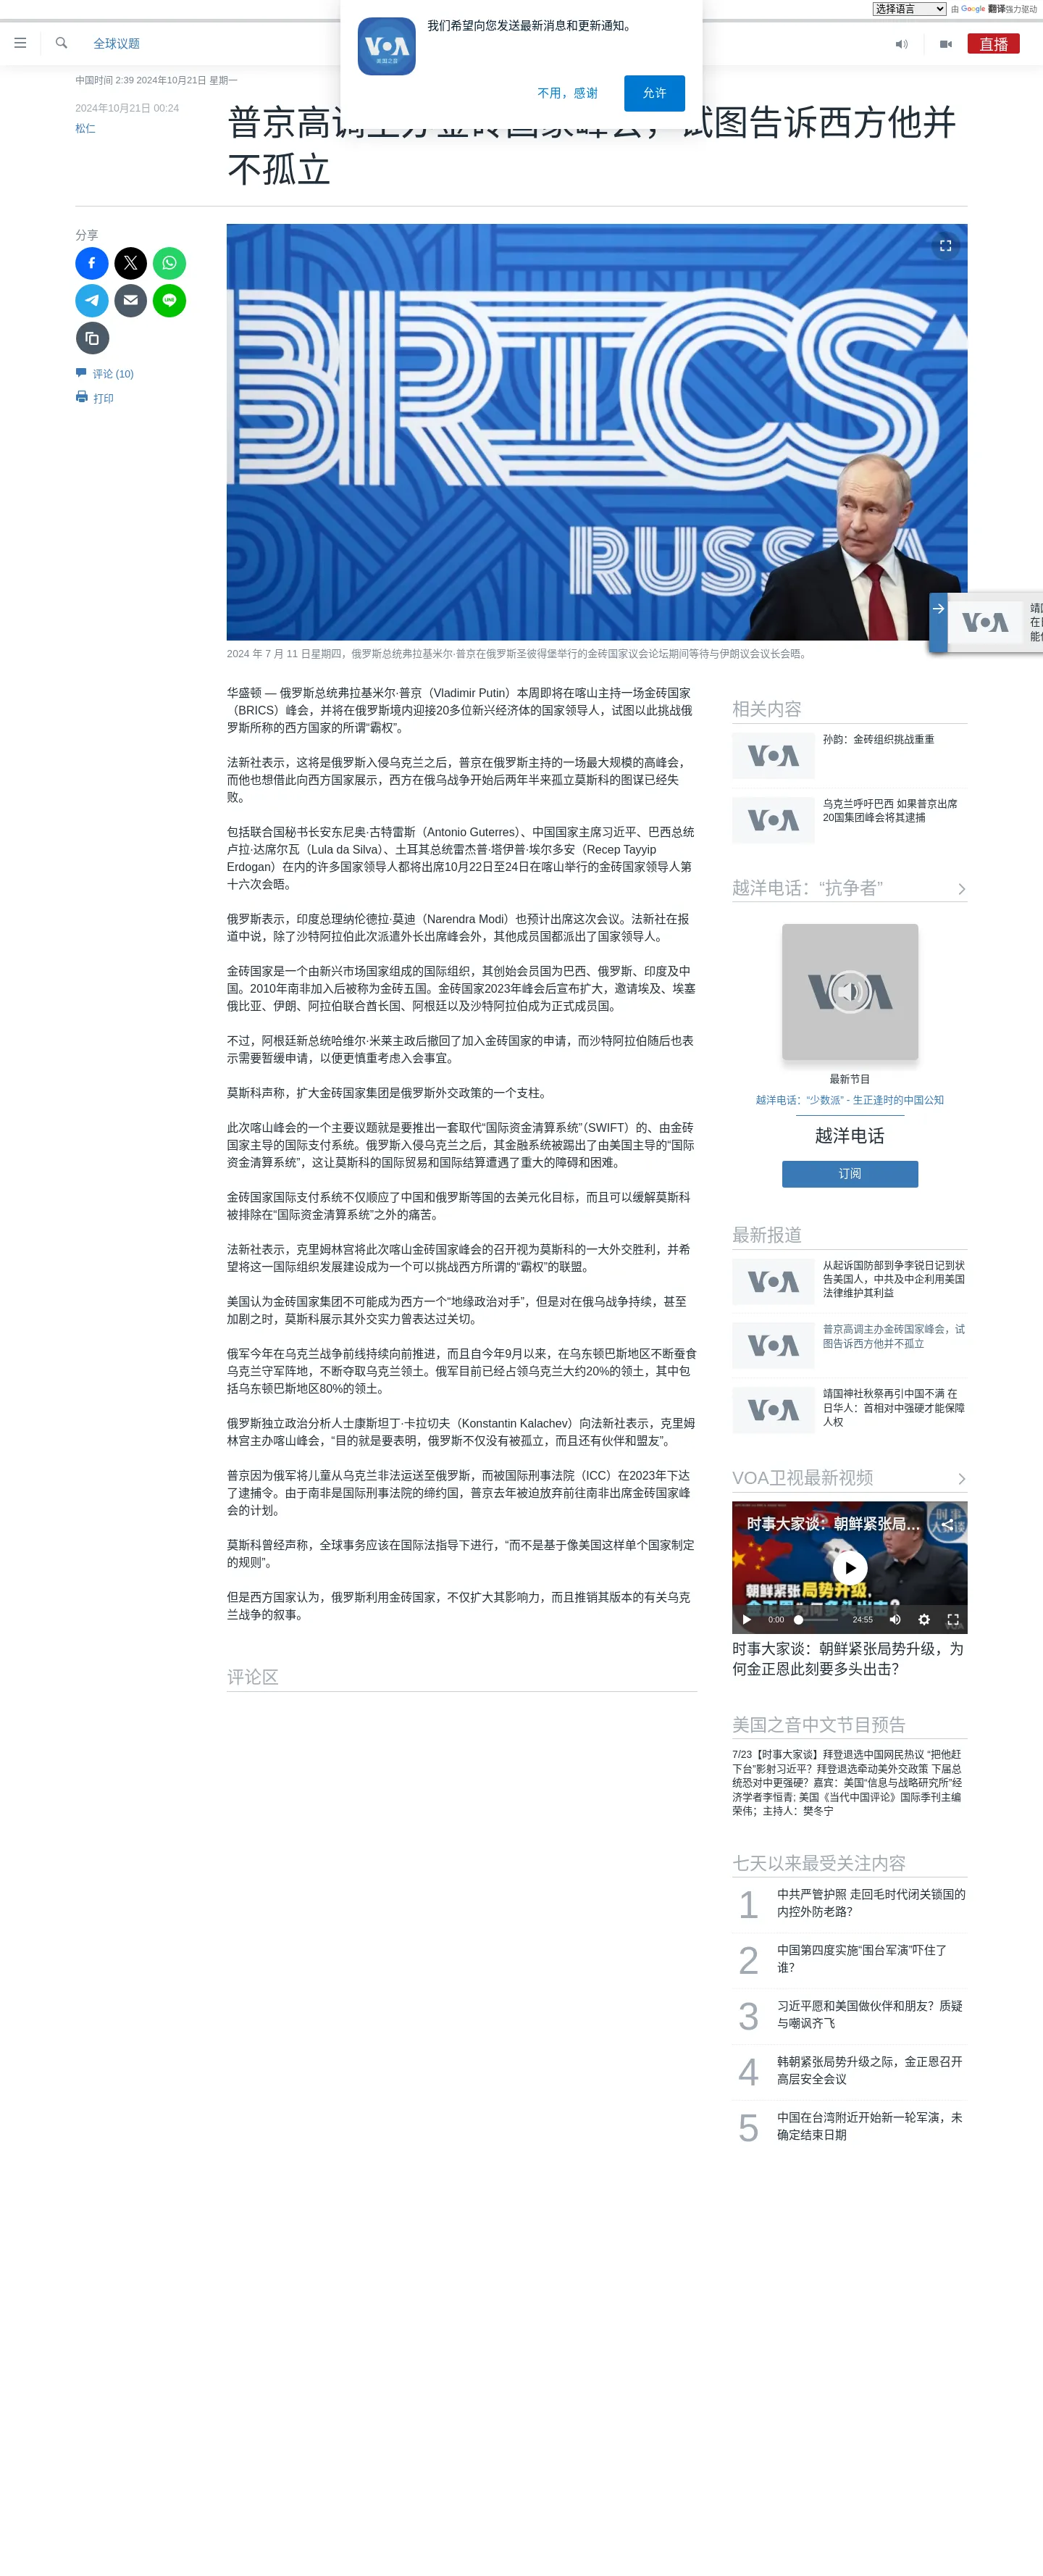 选择语言
由 Google 翻译强力驱动
VOA
美国之音
我们希望向您发送最新消息和更新通知。
不用，感谢
允许
全球议题
直播
中国时间 2:39 2024年10月21日 星期一
2024年10月21日 00:24
松仁
试图告诉西方他并
不孤立
分享
评论 (10)
打印
BRICS
RUSSIA
2024 年 7 月 11 日星期四，俄罗斯总统弗拉基米尔·普京在俄罗斯圣彼得堡举行的金砖国家议会论坛期间等待与伊朗议会议长会晤。
VOA
华盛顿 — 俄罗斯总统弗拉基米尔·普京（Vladimir Putin）本周即将在喀山主持一场金砖国家
（BRICS）峰会，并将在俄罗斯境内迎接20多位新兴经济体的国家领导人，试图以此挑战俄
罗斯所称的西方国家的所谓“霸权”。
法新社表示，这将是俄罗斯入侵乌克兰之后，普京在俄罗斯主持的一场最大规模的高峰会，
而他也想借此向西方国家展示，西方在俄乌战争开始后两年半来孤立莫斯科的图谋已经失
败。
包括联合国秘书长安东尼奥·古特雷斯（Antonio Guterres）、中国国家主席习近平、巴西总统
卢拉·达席尔瓦（Lula da Silva）、土耳其总统雷杰普·塔伊普·埃尔多安（Recep Tayyip
Erdogan）在内的许多国家领导人都将出席10月22日至24日在喀山举行的金砖国家领导人第
十六次会晤。
俄罗斯表示，印度总理纳伦德拉·莫迪（Narendra Modi）也预计出席这次会议。法新社在报
道中说，除了沙特阿拉伯此次派遣外长出席峰会外，其他成员国都派出了国家领导人。
金砖国家是一个由新兴市场国家组成的国际组织，其创始会员国为巴西、俄罗斯、印度及中
国。2010年南非加入后被称为金砖五国。金砖国家2023年峰会后宣布扩大，邀请埃及、埃塞
俄比亚、伊朗、阿拉伯联合酋长国、阿根廷以及沙特阿拉伯成为正式成员国。
不过，阿根廷新总统哈维尔·米莱主政后撤回了加入金砖国家的申请，而沙特阿拉伯随后也表
示需要暂缓申请，以便更慎重考虑入会事宜。
莫斯科声称，扩大金砖国家集团是俄罗斯外交政策的一个支柱。
此次喀山峰会的一个主要议题就是要推出一套取代“国际资金清算系统”（SWIFT）的、由金砖
国家主导的国际支付系统。俄罗斯入侵乌克兰之后，其金融系统被踢出了由美国主导的“国际
资金清算系统”，这让莫斯科的国际贸易和国际结算遭遇了重大的障碍和困难。
金砖国家国际支付系统不仅顺应了中国和俄罗斯等国的去美元化目标，而且可以缓解莫斯科
被排除在“国际资金清算系统”之外的痛苦。
法新社表示，克里姆林宫将此次喀山金砖国家峰会的召开视为莫斯科的一大外交胜利，并希
望将这一国际组织发展建设成为一个可以挑战西方所谓的“霸权”的联盟。
美国认为金砖国家集团不可能成为西方一个“地缘政治对手”，但是对在俄乌战争持续，甚至
加剧之时，莫斯科展示其外交实力曾表达过关切。
俄军今年在乌克兰战争前线持续向前推进，而且自今年9月以来，在乌东顿巴斯地区不断蚕食
乌克兰守军阵地，不断夺取乌克兰领土。俄军目前已经占领乌克兰大约20%的领土，其中包
括乌东顿巴斯地区80%的领土。
俄罗斯独立政治分析人士康斯坦丁·卡拉切夫（Konstantin Kalachev）向法新社表示，克里姆
林宫主办喀山峰会，“目的就是要表明，俄罗斯不仅没有被孤立，而且还有伙伴和盟友”。
普京因为俄军将儿童从乌克兰非法运送至俄罗斯，而被国际刑事法院（ICC）在2023年下达
了逮捕令。由于南非是国际刑事法院的缔约国，普京去年被迫放弃前往南非出席金砖国家峰
会的计划。
莫斯科曾经声称，全球事务应该在国际法指导下进行，“而不是基于像美国这样单个国家制定
的规则”。
但是西方国家认为，俄罗斯利用金砖国家，不仅扩大其影响力，而且推销其版本的有关乌克
兰战争的叙事。
评论区
相关内容
VOA
孙韵：金砖组织挑战重重
VOA
乌克兰呼吁巴西 如果普京出席
20国集团峰会将其逮捕
越洋电话：“抗争者”
VOA
最新节目
越洋电话：“少数派” - 生正逢时的中国公知
越洋电话
订阅
最新报道
VOA
从起诉国防部到争李锐日记到状
告美国人，中共及中企利用美国
法律维护其利益
VOA
普京高调主办金砖国家峰会，试
图告诉西方他并不孤立
VOA
靖国神社秋祭再引中国不满 在
日华人：首相对中强硬才能保障
人权
VOA卫视最新视频
时事大家谈：朝鲜紧张局...
朝鲜紧张局势升级，
金正恩为何多头出击？
0:00
24:55
时事大家谈：朝鲜紧张局势升级，为
何金正恩此刻要多头出击？
美国之音中文节目预告
7/23【时事大家谈】拜登退选中国网民热议 “把他赶
下台”影射习近平？拜登退选牵动美外交政策 下届总
统恐对中更强硬？嘉宾：美国“信息与战略研究所”经
济学者李恒青; 美国《当代中国评论》国际季刊主编
荣伟；主持人：樊冬宁
七天以来最受关注内容
1
中共严管护照 走回毛时代闭关锁国的
内控外防老路？
2
中国第四度实施“围台军演”吓住了
谁？
3
习近平愿和美国做伙伴和朋友？质疑
与嘲讽齐飞
4
韩朝紧张局势升级之际，金正恩召开
高层安全会议
5
中国在台湾附近开始新一轮军演，未
确定结束日期